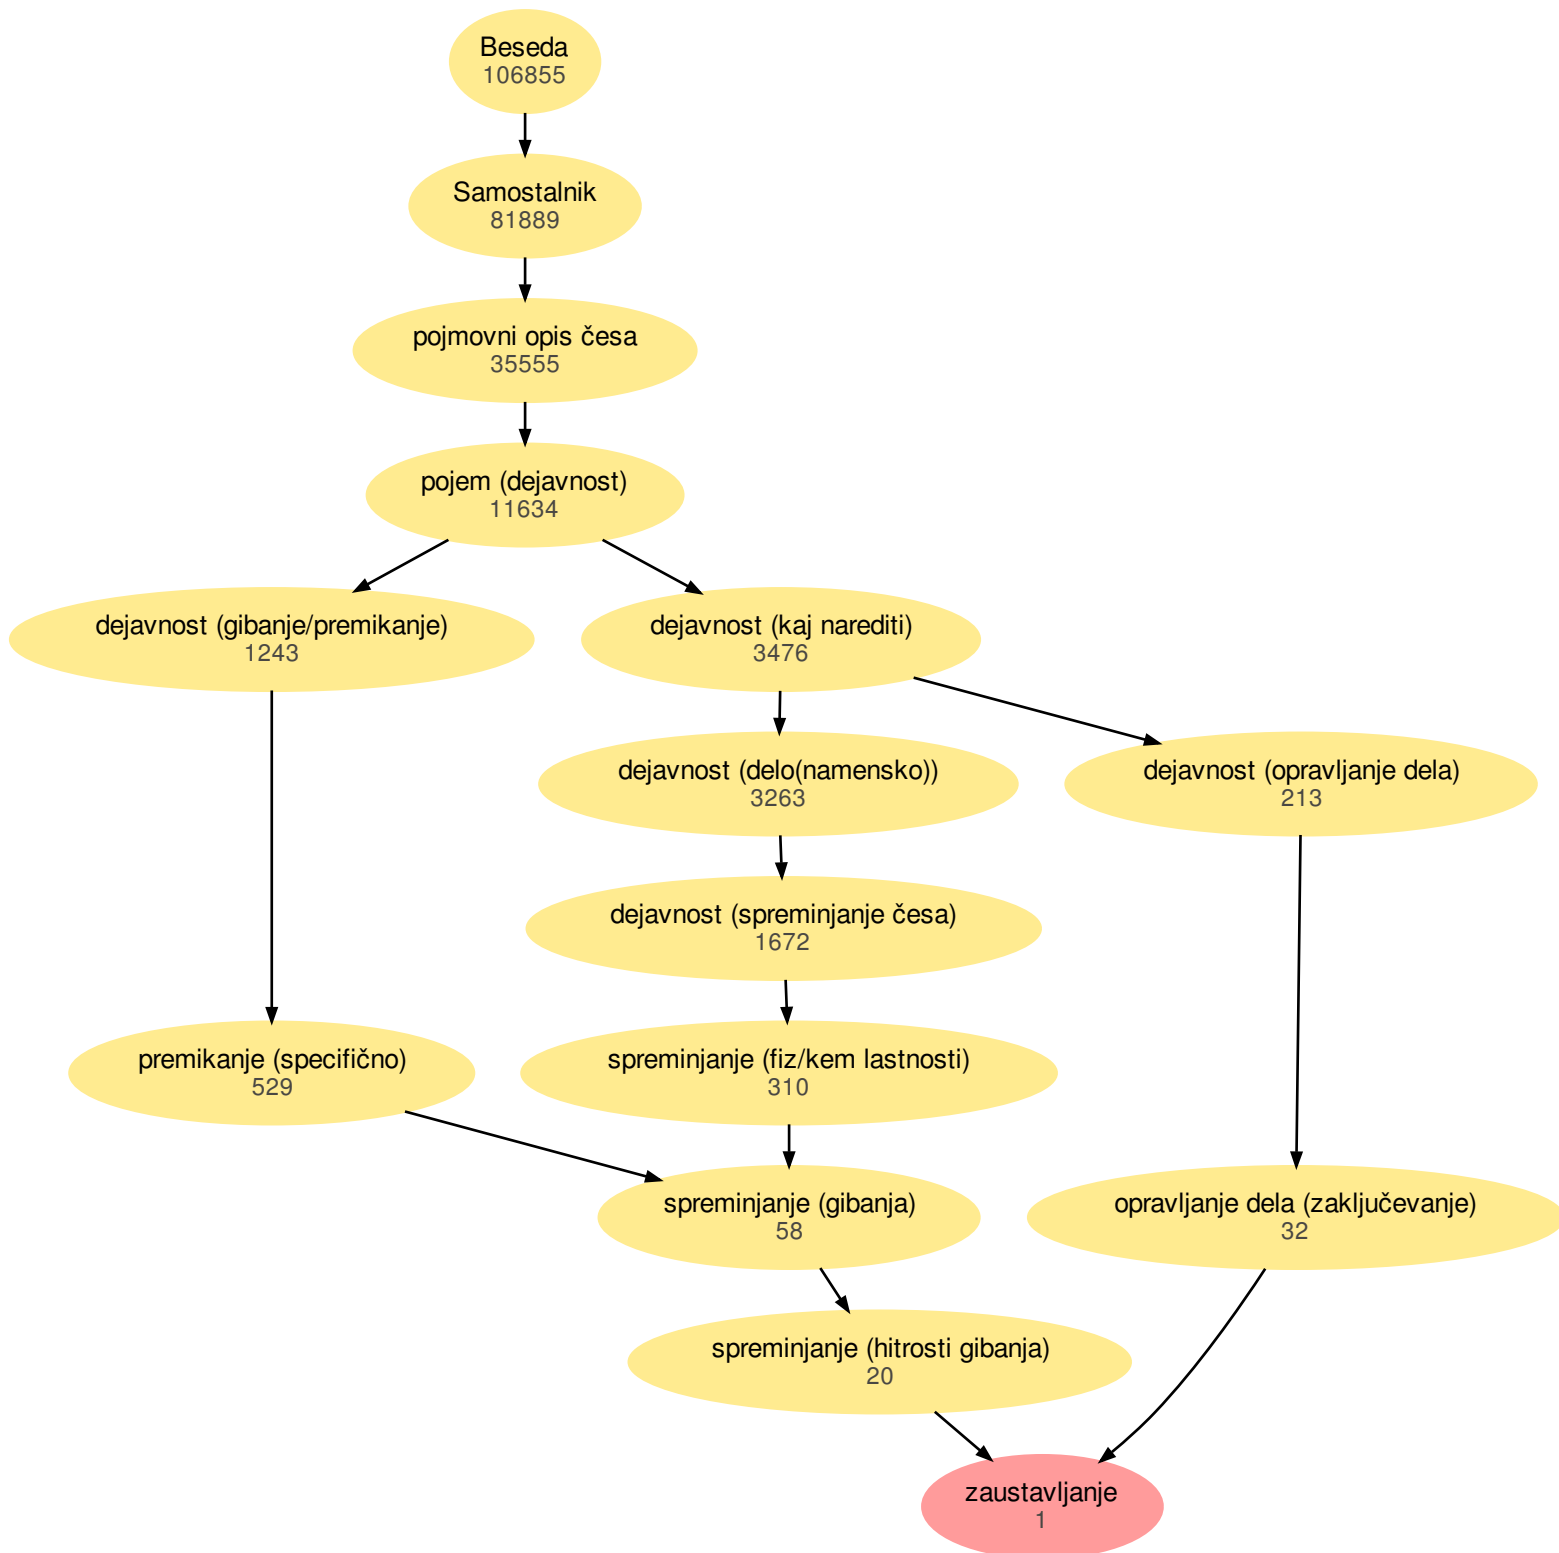 Beseda
106855
Samostalnik
81889
pojmovni opis česa
35555
pojem (dejavnost)
11634
dejavnost (gibanje/premikanje)
1243
dejavnost (kaj narediti)
3476
dejavnost (delo(namensko))
3263
dejavnost (opravljanje dela)
213
dejavnost (spreminjanje česa)
1672
premikanje (specifično)
529
spreminjanje (fiz/kem lastnosti)
310
spreminjanje (gibanja)
58
opravljanje dela (zaključevanje)
32
spreminjanje (hitrosti gibanja)
20
zaustavljanje
1